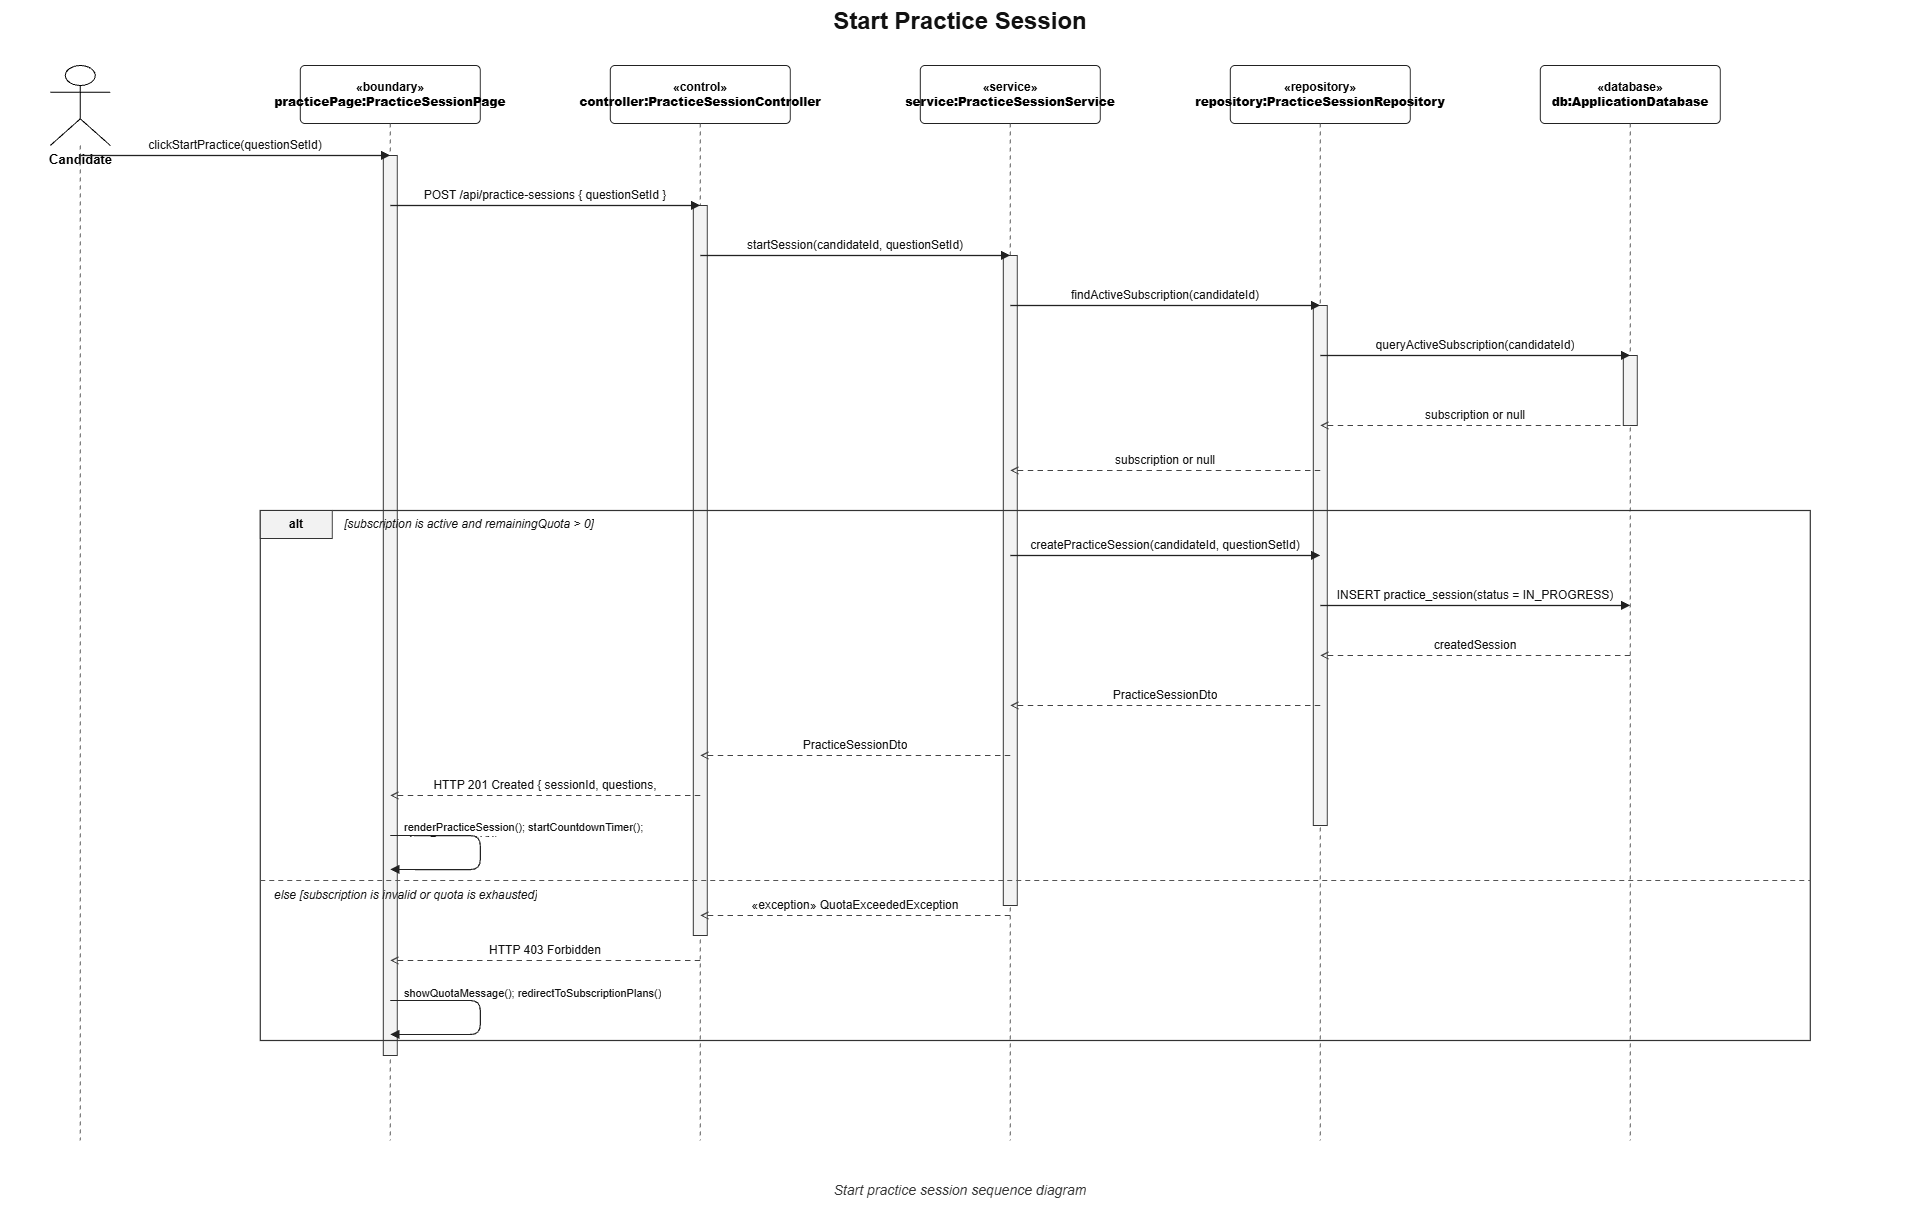 Start Practice Session
Candidate
«boundary»
practicePage:PracticeSessionPage
«control»
controller:PracticeSessionController
«service»
service:PracticeSessionService
«repository»
repository:PracticeSessionRepository
«database»
db:ApplicationDatabase
clickStartPractice(questionSetId)
POST /api/practice-sessions { questionSetId }
startSession(candidateId, questionSetId)
findActiveSubscription(candidateId)
queryActiveSubscription(candidateId)
subscription or null
subscription or null
alt
[subscription is active and remainingQuota > 0]
createPracticeSession(candidateId, questionSetId)
INSERT practice_session(status = IN_PROGRESS)
createdSession
PracticeSessionDto
PracticeSessionDto
HTTP 201 Created { sessionId, questions,
renderPracticeSession(); startCountdownTimer();
else [subscription is invalid or quota is exhausted]
«exception» QuotaExceededException
HTTP 403 Forbidden
showQuotaMessage(); redirectToSubscriptionPlans()
Start practice session sequence diagram